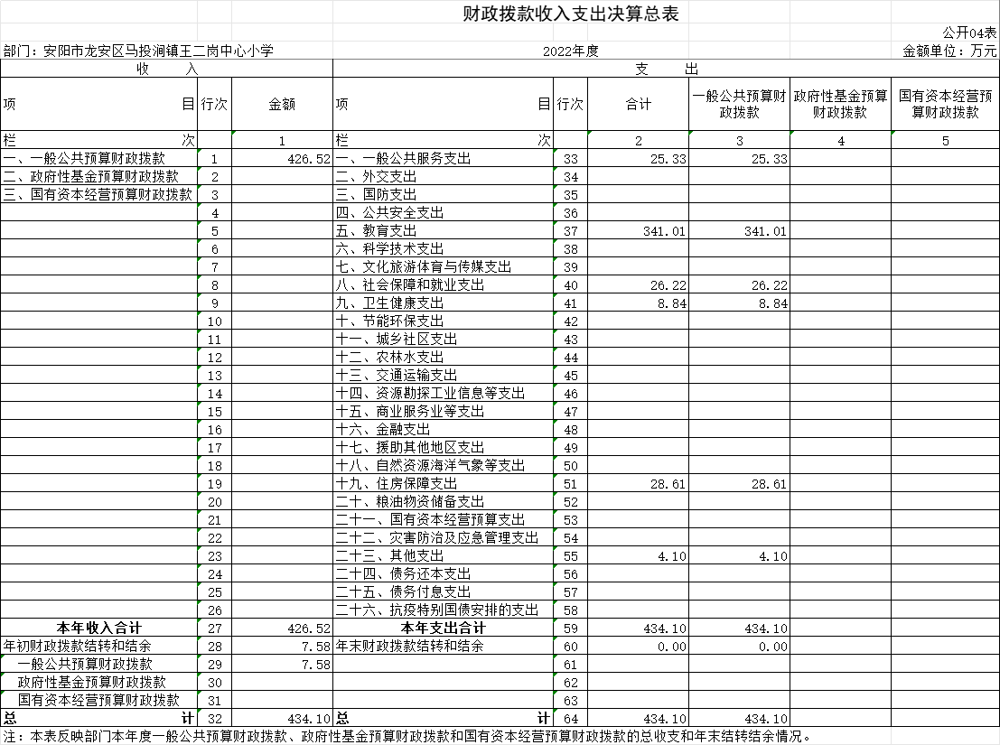 财政拨款收入支出决算总表
公开04表
部门：安阳市龙安区马投涧镇王二岗中心小学 2022年度 金额单位：万元
收 入 支 出
项 目 行次 金额 项 目 行次 合计 一般公共预算财政拨款 政府性基金预算财政拨款 国有资本经营预算财政拨款
栏 次 1 栏 次 2 3 4 5
一、一般公共预算财政拨款 1 426.52 一、一般公共服务支出 33 25.33 25.33
二、政府性基金预算财政拨款 2 二、外交支出 34
三、国有资本经营预算财政拨款 3 三、国防支出 35
4 四、公共安全支出 36
5 五、教育支出 37 341.01 341.01
6 六、科学技术支出 38
7 七、文化旅游体育与传媒支出 39
8 八、社会保障和就业支出 40 26.22 26.22
9 九、卫生健康支出 41 8.84 8.84
10 十、节能环保支出 42
11 十一、城乡社区支出 43
12 十二、农林水支出 44
13 十三、交通运输支出 45
14 十四、资源勘探工业信息等支出 46
15 十五、商业服务业等支出 47
16 十六、金融支出 48
17 十七、援助其他地区支出 49
18 十八、自然资源海洋气象等支出 50
19 十九、住房保障支出 51 28.61 28.61
20 二十、粮油物资储备支出 52
21 二十一、国有资本经营预算支出 53
22 二十二、灾害防治及应急管理支出 54
23 二十三、其他支出 55 4.10 4.10
24 二十四、债务还本支出 56
25 二十五、债务付息支出 57
26 二十六、抗疫特别国债安排的支出 58
本年收入合计 27 426.52 本年支出合计 59 434.10 434.10
年初财政拨款结转和结余 28 7.58 年末财政拨款结转和结余 60 0.00 0.00
一般公共预算财政拨款 29 7.58 61
政府性基金预算财政拨款 30 62
国有资本经营预算财政拨款 31 63
总 计 32 434.10 总 计 64 434.10 434.10
注：本表反映部门本年度一般公共预算财政拨款、政府性基金预算财政拨款和国有资本经营预算财政拨款的总收支和年末结转结余情况。